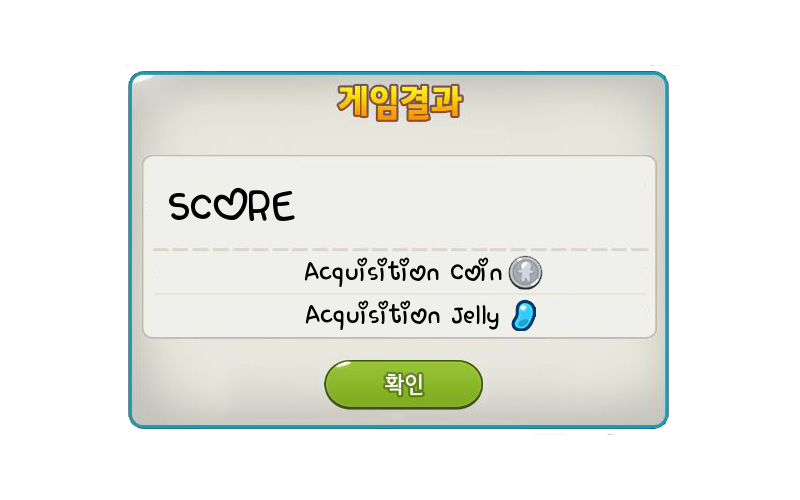 게임결과
SCORE
Acquisition Coin
Acquisition Jelly
확인